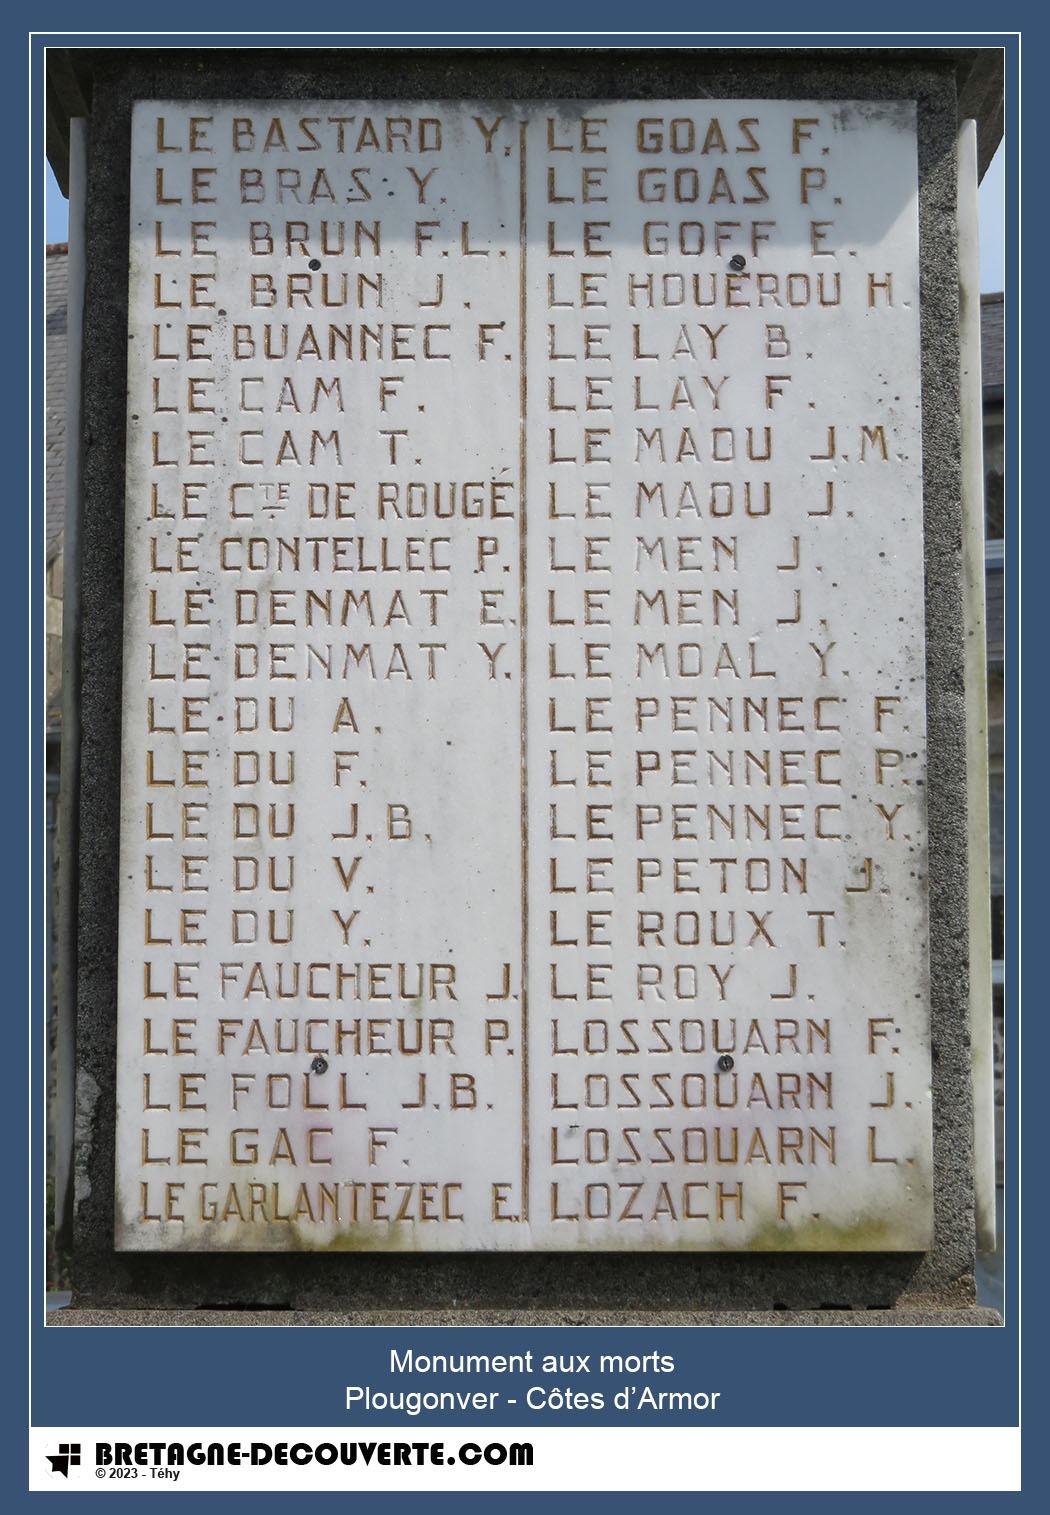 LE BASTARD Y.
LE BRAS Y.
LE BRUN F.L.
LE BRUN J.
LE BUANNEC F.
LE CAM F.
LE CAM T.
LE CTE DE ROUGÉ
LE CONTELLEC P.
LE DENMAT E.
LE DENMAT Y.
LE DU A.
LE DU F.
LE DU J.B.
LE DU V.
LE DU Y.
LE FAUCHEUR J.
LE FAUCHEUR P.
LE FOLL J.B.
LE GAC F.
LE GARLANTEZEC E.
LE GOAS F.
LE GOAS P.
LE GOFF E.
LE HOUËROU H.
LE LAY B.
LE LAY F.
LE MAOU J.M.
LE MAOU J.
LE MEN J.
LE MEN J.
LE MOAL Y.
LE PENNEC F.
LE PENNEC P.
LE PENNEC Y.
LE PETON J.
LE ROUX T.
LE ROY J.
LOSSOUARN F.
LOSSOUARN J.
LOSSOUARN L.
LOZACH F.
Monument aux morts
Plougonver - Côtes d’Armor
BRETAGNE-DECOUVERTE.COM
© 2023 - Téhy